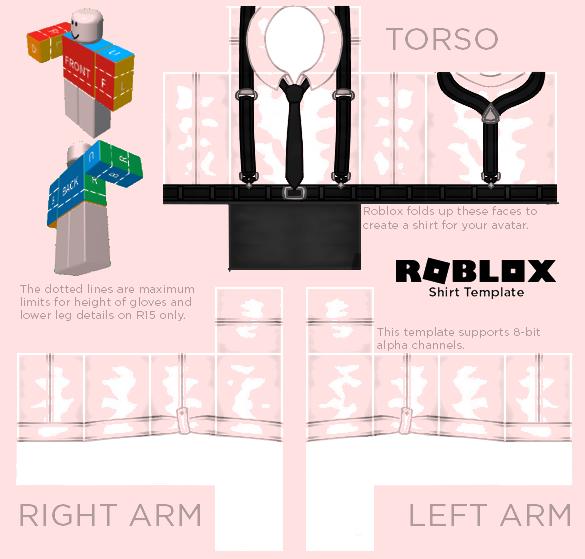 TORSO
FRONT
F
L
U
D
R
BACK
R
B
Roblox folds up these faces to
create a shirt for your avatar.
ROBLOX
Shirt Template
The dotted lines are maximum
limits for height of gloves and
lower leg details on R15 only.
This template supports 8-bit
alpha channels.
RIGHT ARM
LEFT ARM